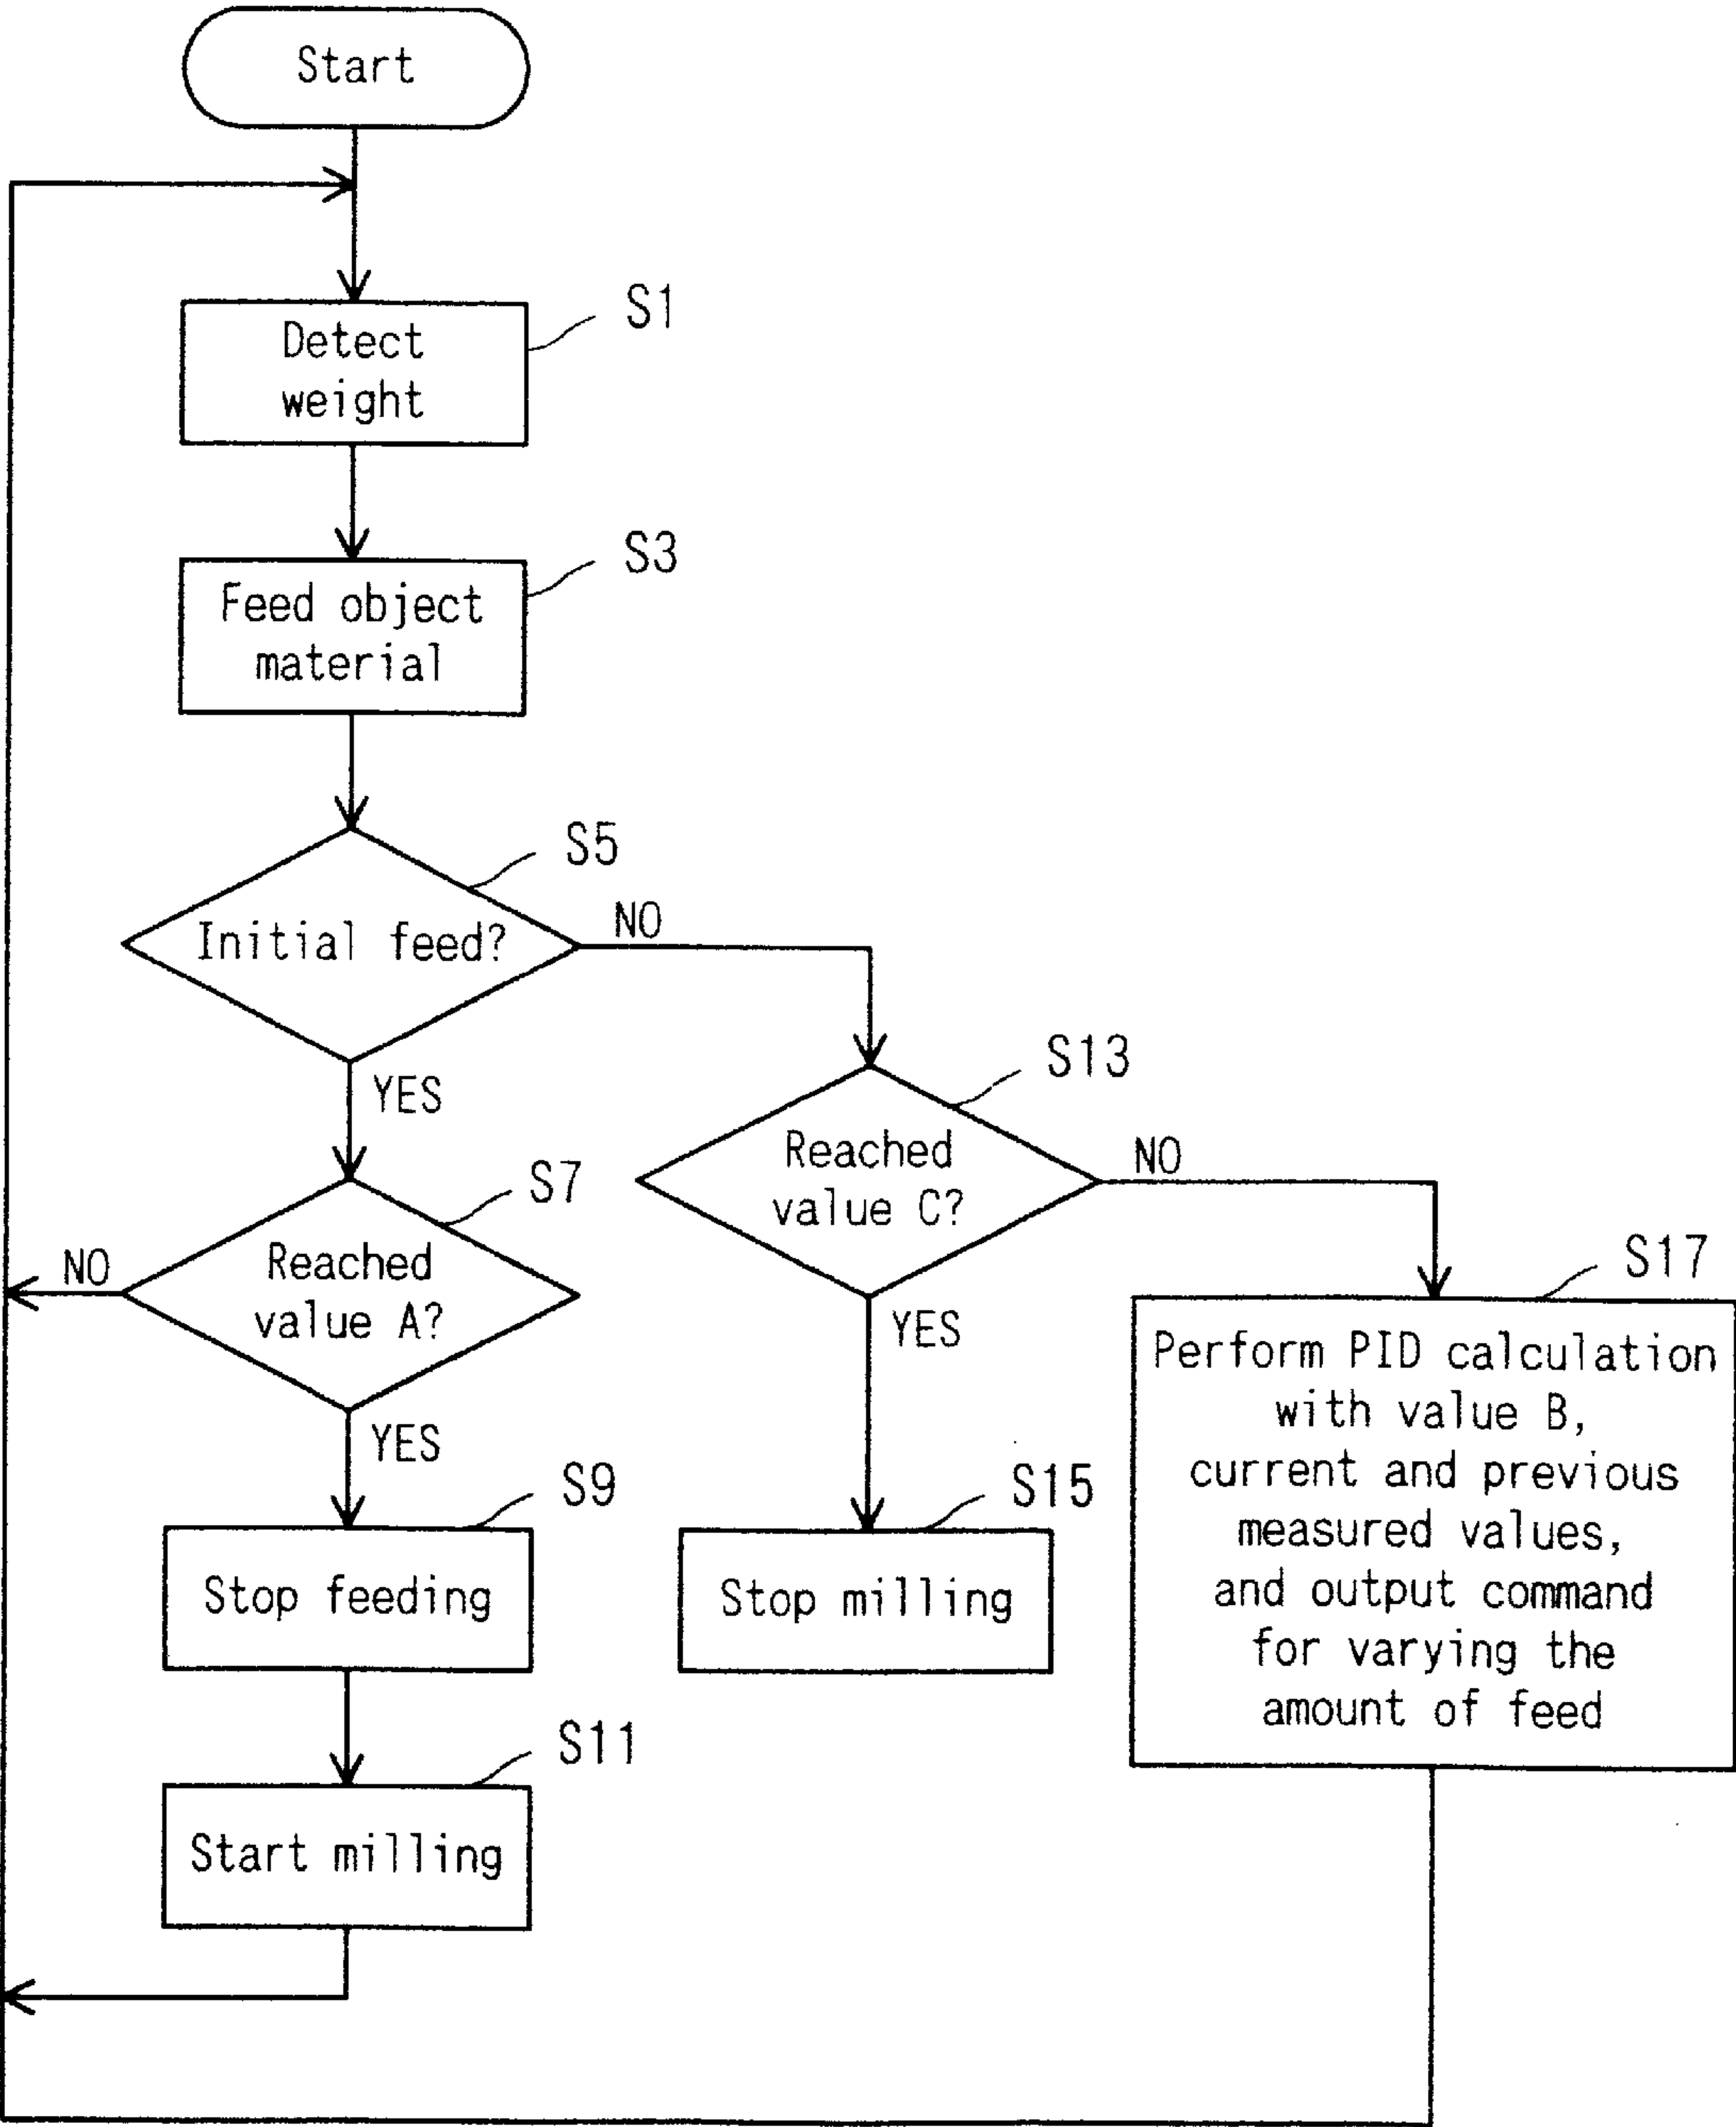 Start
S1
Detect
weight
S3
Feed object
material
S5
Initial feed?
NO
YES
S13
Reached
value C?
NO
YES
S7
Reached
value A?
NO
YES
S17
Perform PID calculation
with value B,
current and previous
measured values,
and output command
for varying the
amount of feed
S9
Stop feeding
S15
Stop milling
S11
Start milling